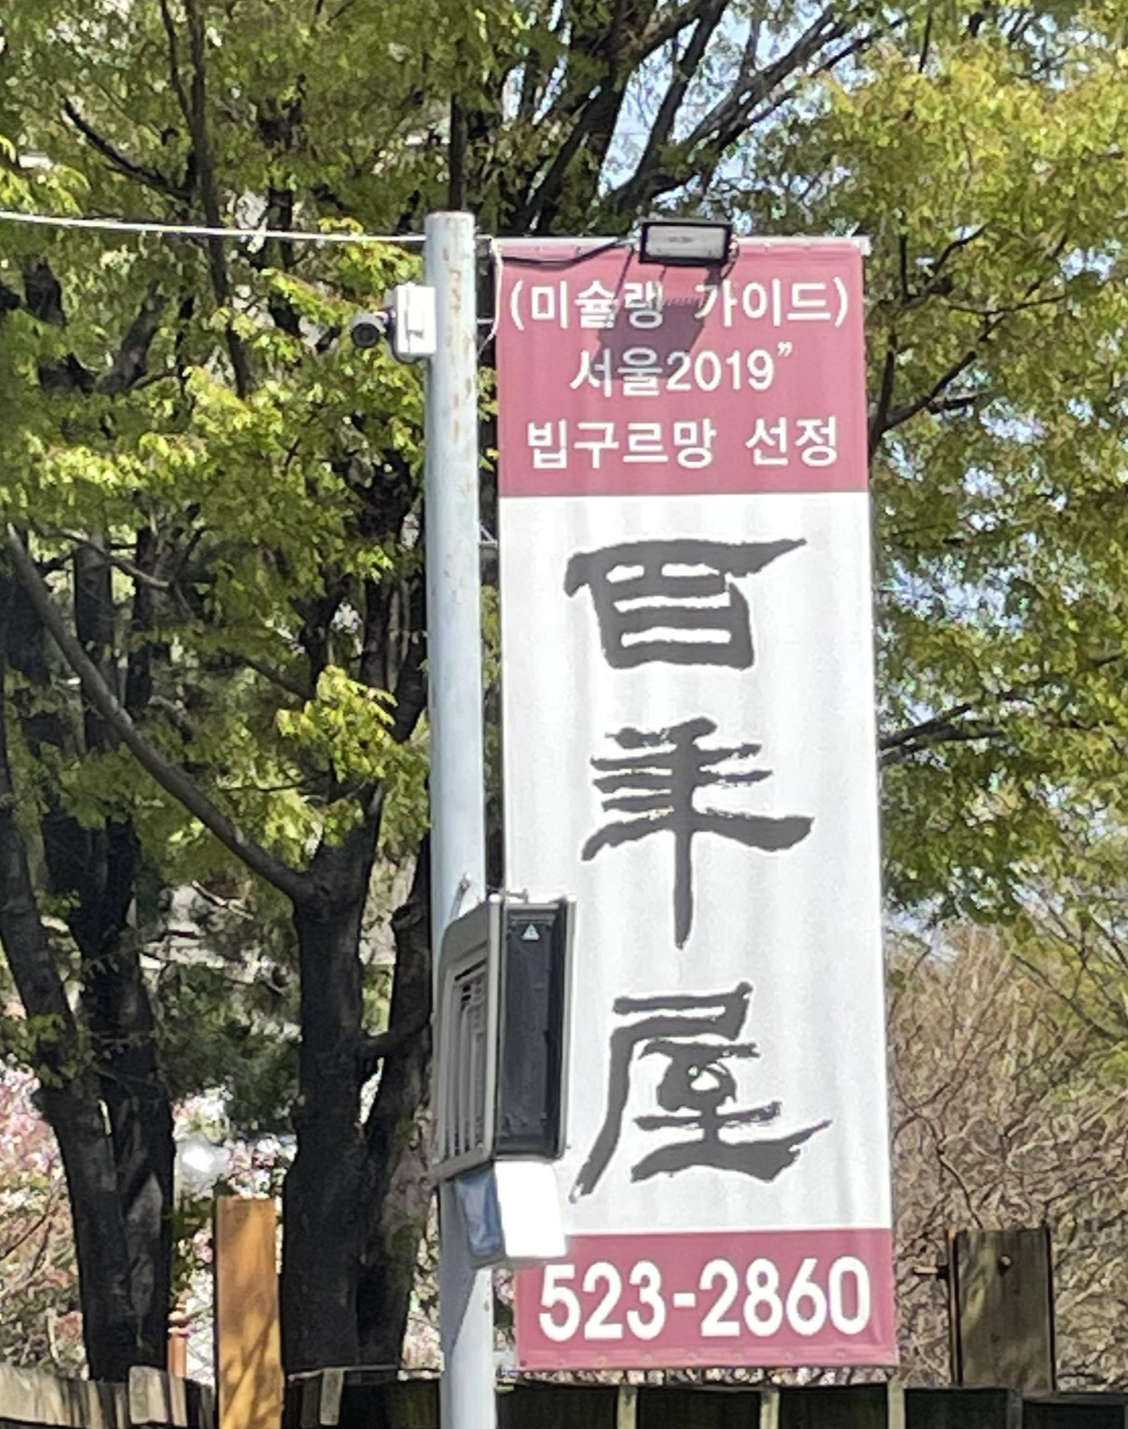 (미슐랭 가이드)
서울2019”
빕구르망 선정
百年屋
523-2860